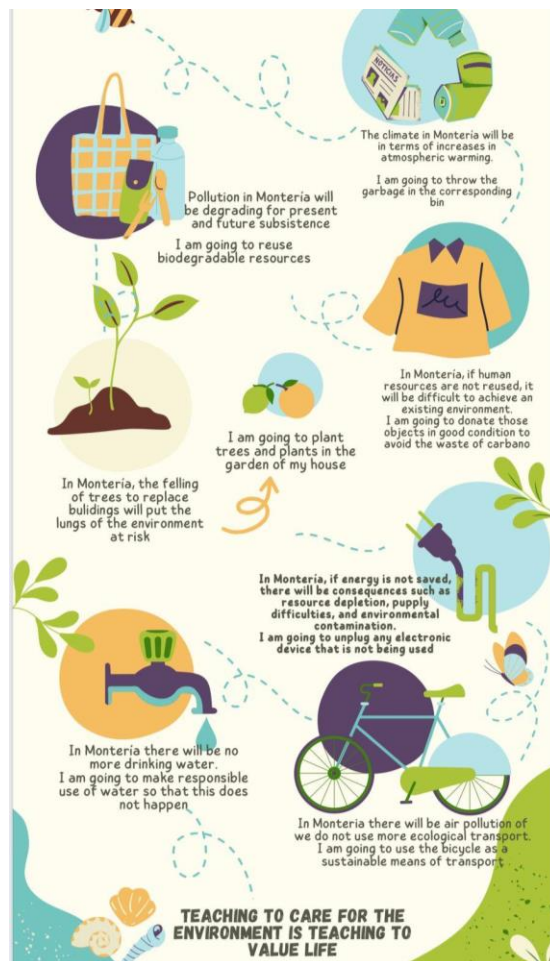 NOTICIAS
The climate in Montería will be
in terms of increases in
atmospheric warming.
I am going to throw the
garbage in the corresponding
bin
Pollution in Montería will
be degrading for present
and future subsistence
I am going to reuse
biodegradable resources
In Montería, if human
resources are not reused, it
will be difficult to achieve an
existing environment.
I am going to donate those
objects in good condition to
avoid the waste of carbano
I am going to plant
trees and plants in the
garden of my house
In Montería, the felling
of trees to replace
bulidings will put the
lungs of the environment
at risk
In Montería, if energy is not saved,
there will be consequences such as
resource depletion, pupply
difficulties, and environmental
contamination.
I am going to unplug any electronic
device that is not being used
In Montería there will be no
more drinking water.
I am going to make responsible
use of water so that this does
not happen
In Montería there will be air pollution of
we do not use more ecological transport.
I am going to use the bicycle as a
sustainable means of transport
TEACHING TO CARE FOR THE
ENVIRONMENT IS TEACHING TO
VALUE LIFE